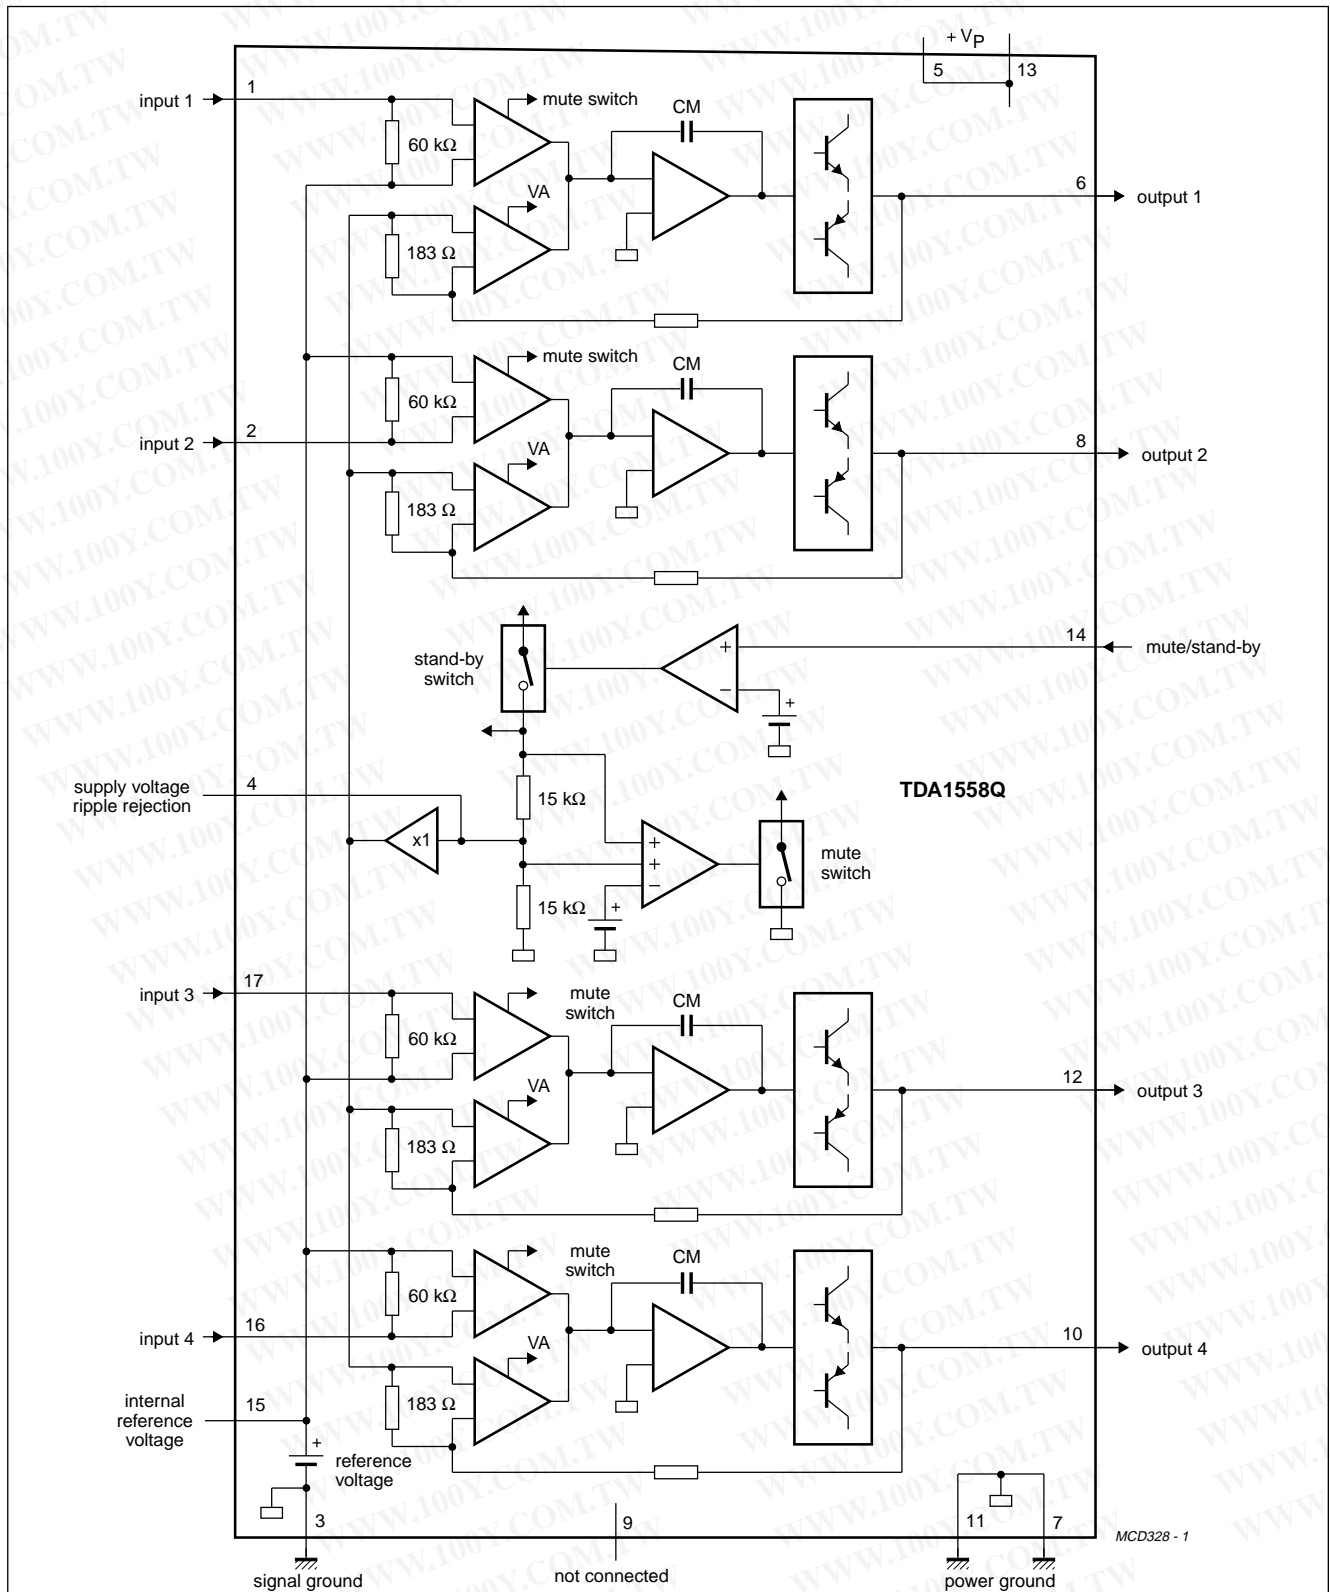 + VP
5
13
1
input 1
mute switch
CM
60 kΩ
VA
6
output 1
183 Ω
mute switch
CM
60 kΩ
2
input 2
VA
8
output 2
183 Ω
14
mute/stand-by
stand-by
switch
+
−
+
supply voltage
ripple rejection
4
15 kΩ
TDA1558Q
x1
+
+
−
mute
switch
15 kΩ
+
17
input 3
mute
switch
CM
60 kΩ
VA
12
output 3
183 Ω
mute
switch
CM
60 kΩ
16
input 4
VA
10
output 4
183 Ω
internal
reference
voltage
15
+
reference
voltage
3
9
11
7
MCD328 - 1
signal ground
not connected
power ground
WWW.100Y.COM.TW